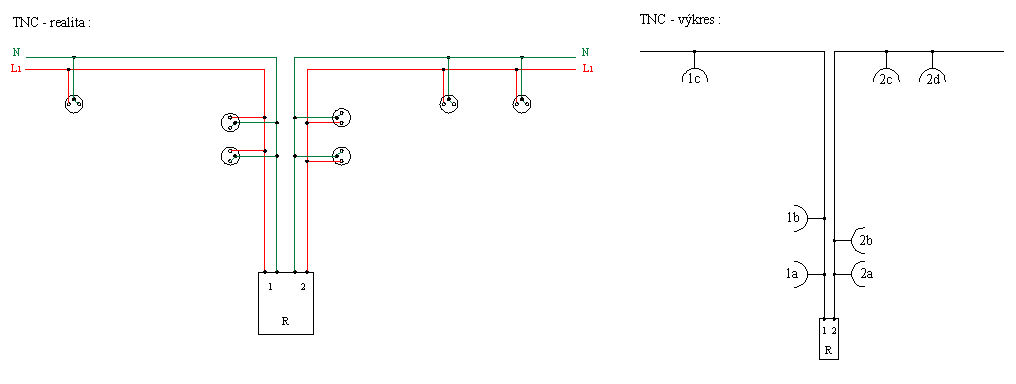 TNC - realita :
N
L1
N
L1
1 2
R
TNC - výkres :
1c
2c
2d
1b
2b
1a
2a
1 2
R